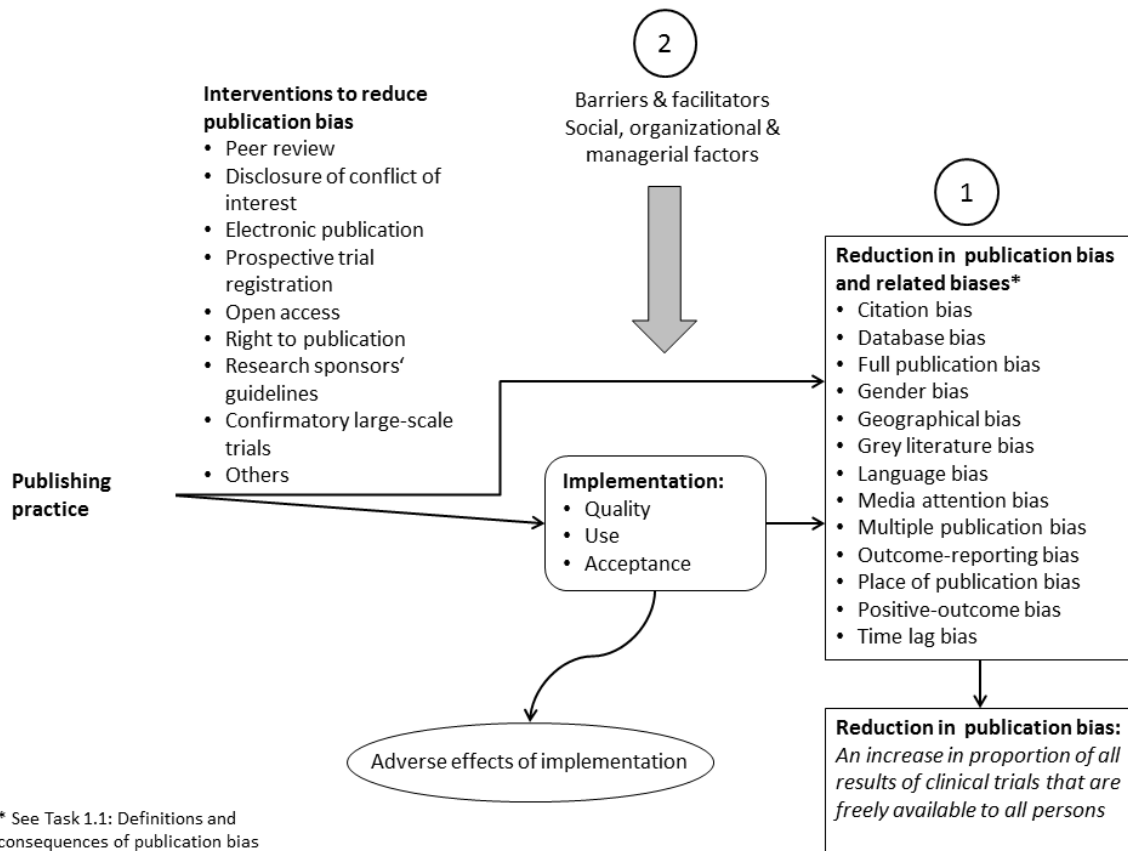 2
Barriers & facilitators
Social, organizational &
managerial factors
Interventions to reduce
publication bias
• Peer review
• Disclosure of conflict of
interest
• Electronic publication
• Prospective trial
registration
• Open access
• Right to publication
• Research sponsors‘
guidelines
• Confirmatory large-scale
trials
• Others
1
Reduction in publication bias
and related biases*
• Citation bias
• Database bias
• Full publication bias
• Gender bias
• Geographical bias
• Grey literature bias
• Language bias
• Media attention bias
• Multiple publication bias
• Outcome-reporting bias
• Place of publication bias
• Positive-outcome bias
• Time lag bias
Publishing
practice
Implementation:
• Quality
• Use
• Acceptance
Adverse effects of implementation
Reduction in publication bias:
An increase in proportion of all
results of clinical trials that are
freely available to all persons
* See Task 1.1: Definitions and
consequences of publication bias